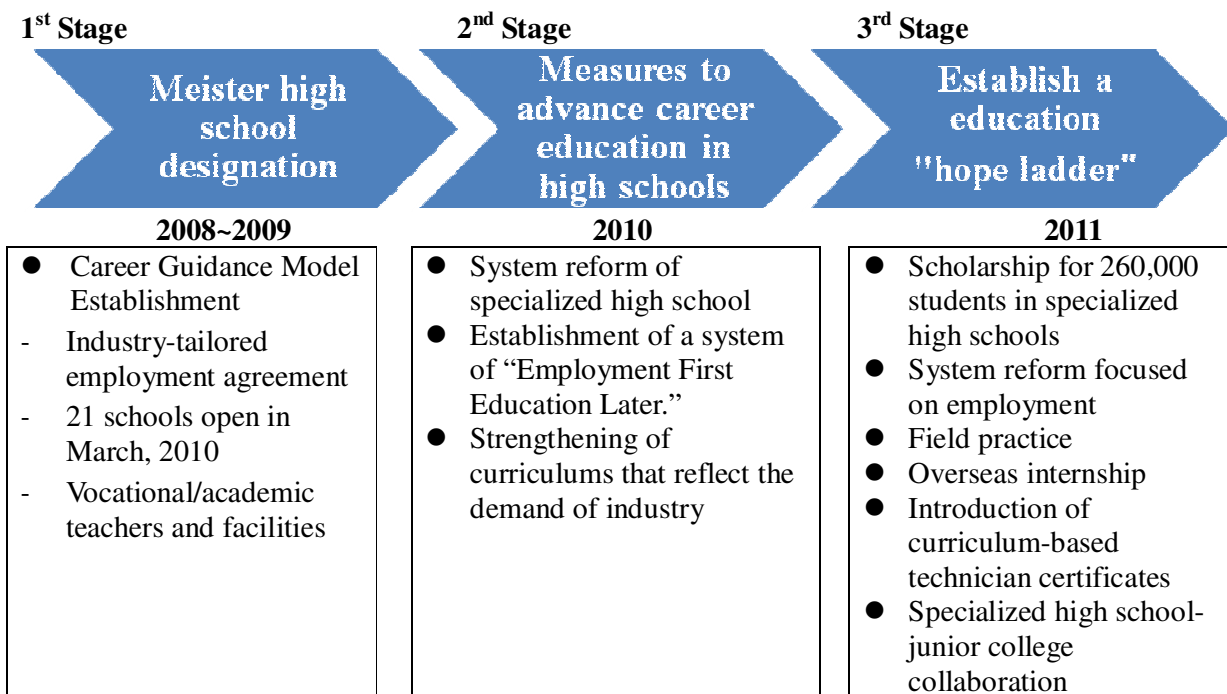 1st Stage
Meister high
school
designation
2008~2009
● Career Guidance Model
Establishment
- Industry-tailored
employment agreement
- 21 schools open in
March, 2010
- Vocational/academic
teachers and facilities
2nd Stage
Measures to
advance career
education in
high schools
2010
● System reform of
specialized high school
● Establishment of a system
of “Employment First
Education Later.”
● Strengthening of
curriculums that reflect the
demand of industry
3rd Stage
Establish a
education
"hope ladder"
2011
● Scholarship for 260,000
students in specialized
high schools
● System reform focused
on employment
● Field practice
● Overseas internship
● Introduction of
curriculum-based
technician certificates
● Specialized high school-
junior college
collaboration